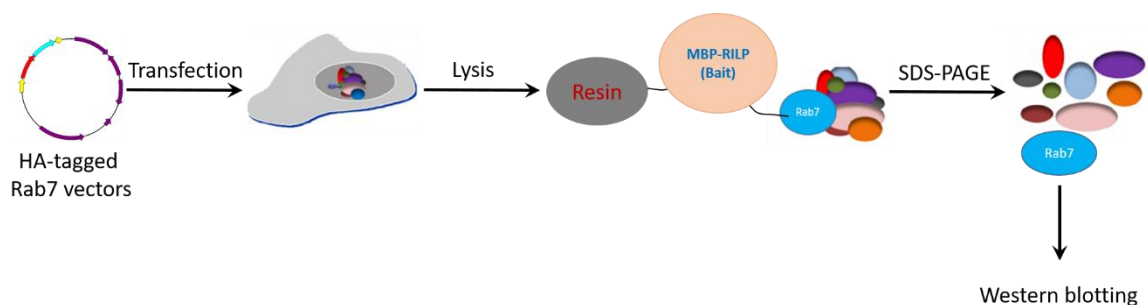 HA-tagged
Rab7 vectors
Transfection
Lysis
Resin
MBP-RILP
(Bait)
Rab7
SDS-PAGE
Rab7
Western blotting